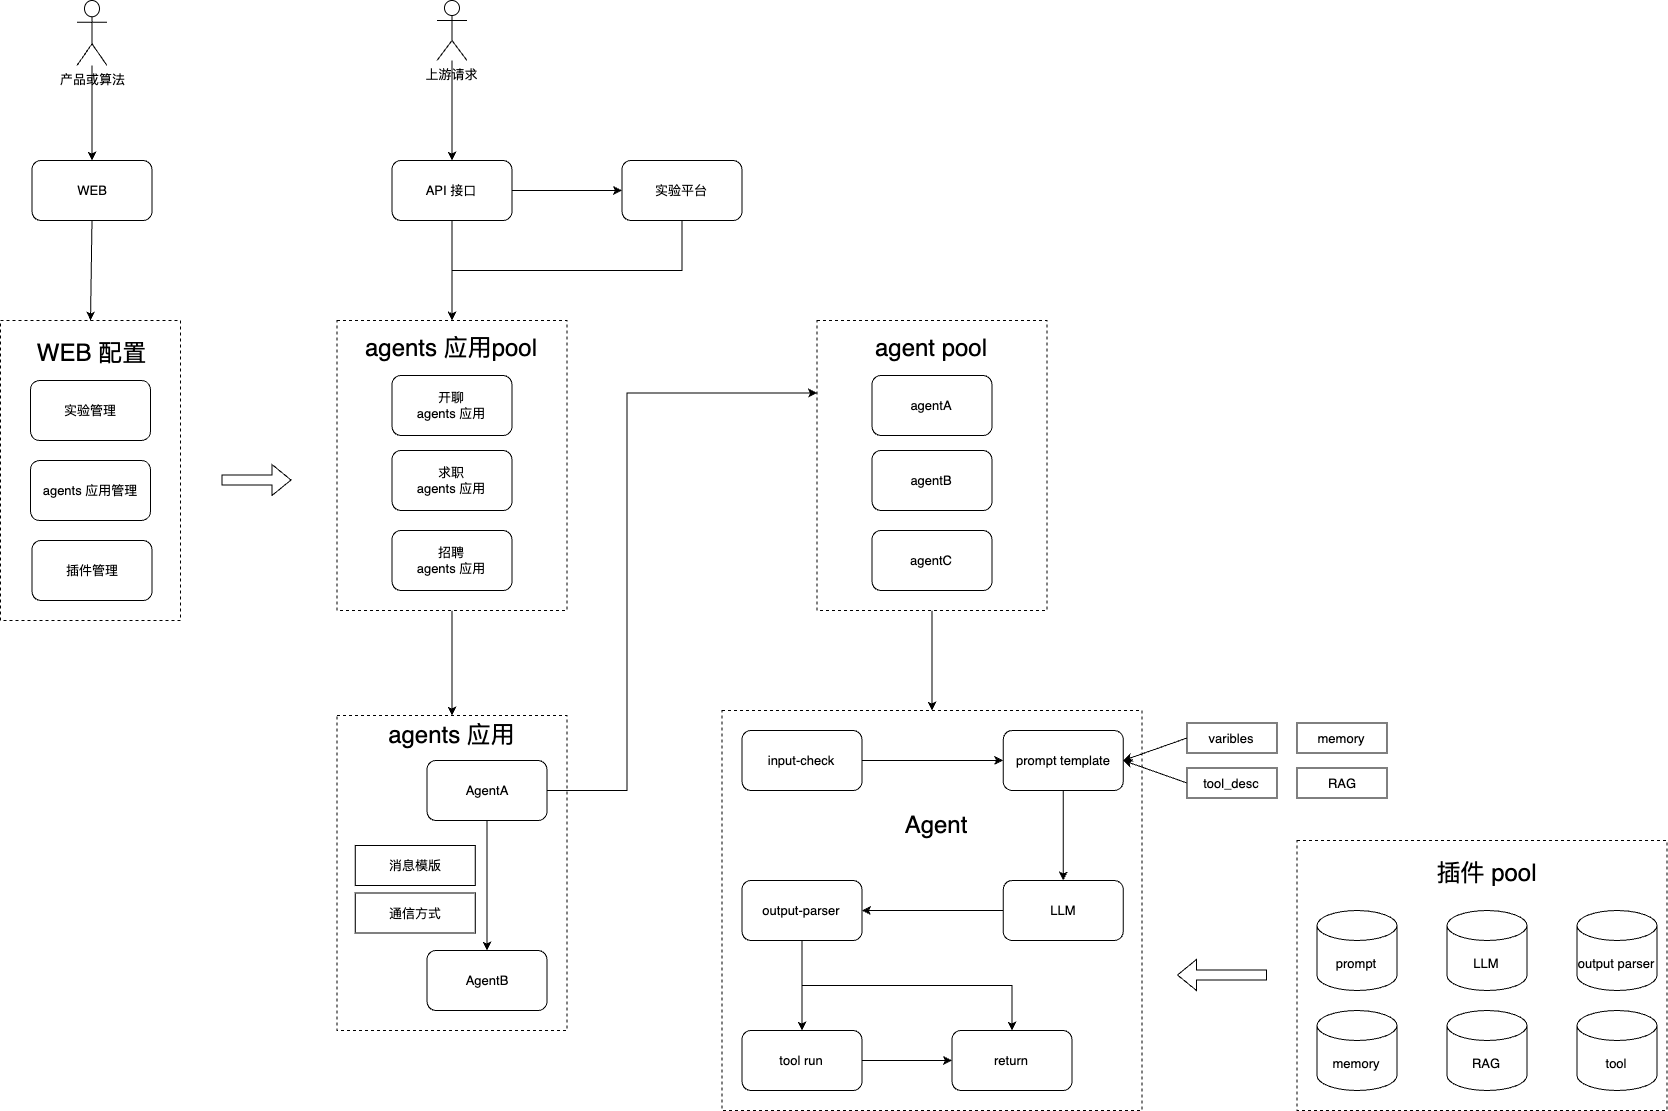 产品或算法
上游请求
WEB
API 接口
实验平台
WEB 配置
实验管理
agents 应用管理
插件管理
agents 应用pool
开聊
agents 应用
求职
agents 应用
招聘
agents 应用
agent pool
agentA
agentB
agentC
agents 应用
AgentA
消息模版
通信方式
AgentB
input-check
prompt template
varibles
memory
tool_desc
RAG
Agent
output-parser
LLM
tool run
return
插件 pool
prompt
LLM
output parser
memory
RAG
tool